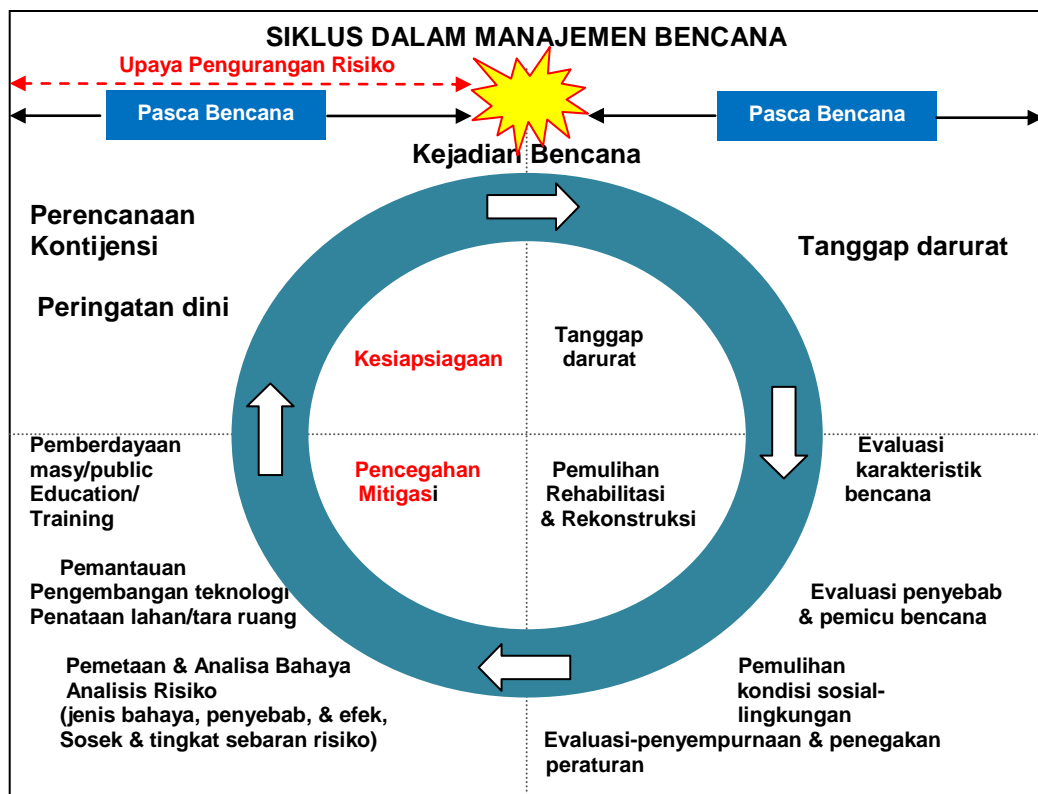 SIKLUS DALAM MANAJEMEN BENCANA
Upaya Pengurangan Risiko
Pasca Bencana
Pasca Bencana
Kejadian Bencana
Perencanaan
Kontijensi
Peringatan dini
Tanggap darurat
Kesiapsiagaan
Tanggap
darurat
Pencegahan
Mitigasi
Pemulihan
Rehabilitasi
& Rekonstruksi
Pemberdayaan
masy/public
Education/
Training
Evaluasi
karakteristik
bencana
Pemantauan
Pengembangan teknologi
Penataan lahan/tara ruang
Evaluasi penyebab
& pemicu bencana
Pemetaan & Analisa Bahaya
Analisis Risiko
(jenis bahaya, penyebab, & efek,
Sosek & tingkat sebaran risiko)
Pemulihan
kondisi sosial-
lingkungan
Evaluasi-penyempurnaan & penegakan
peraturan